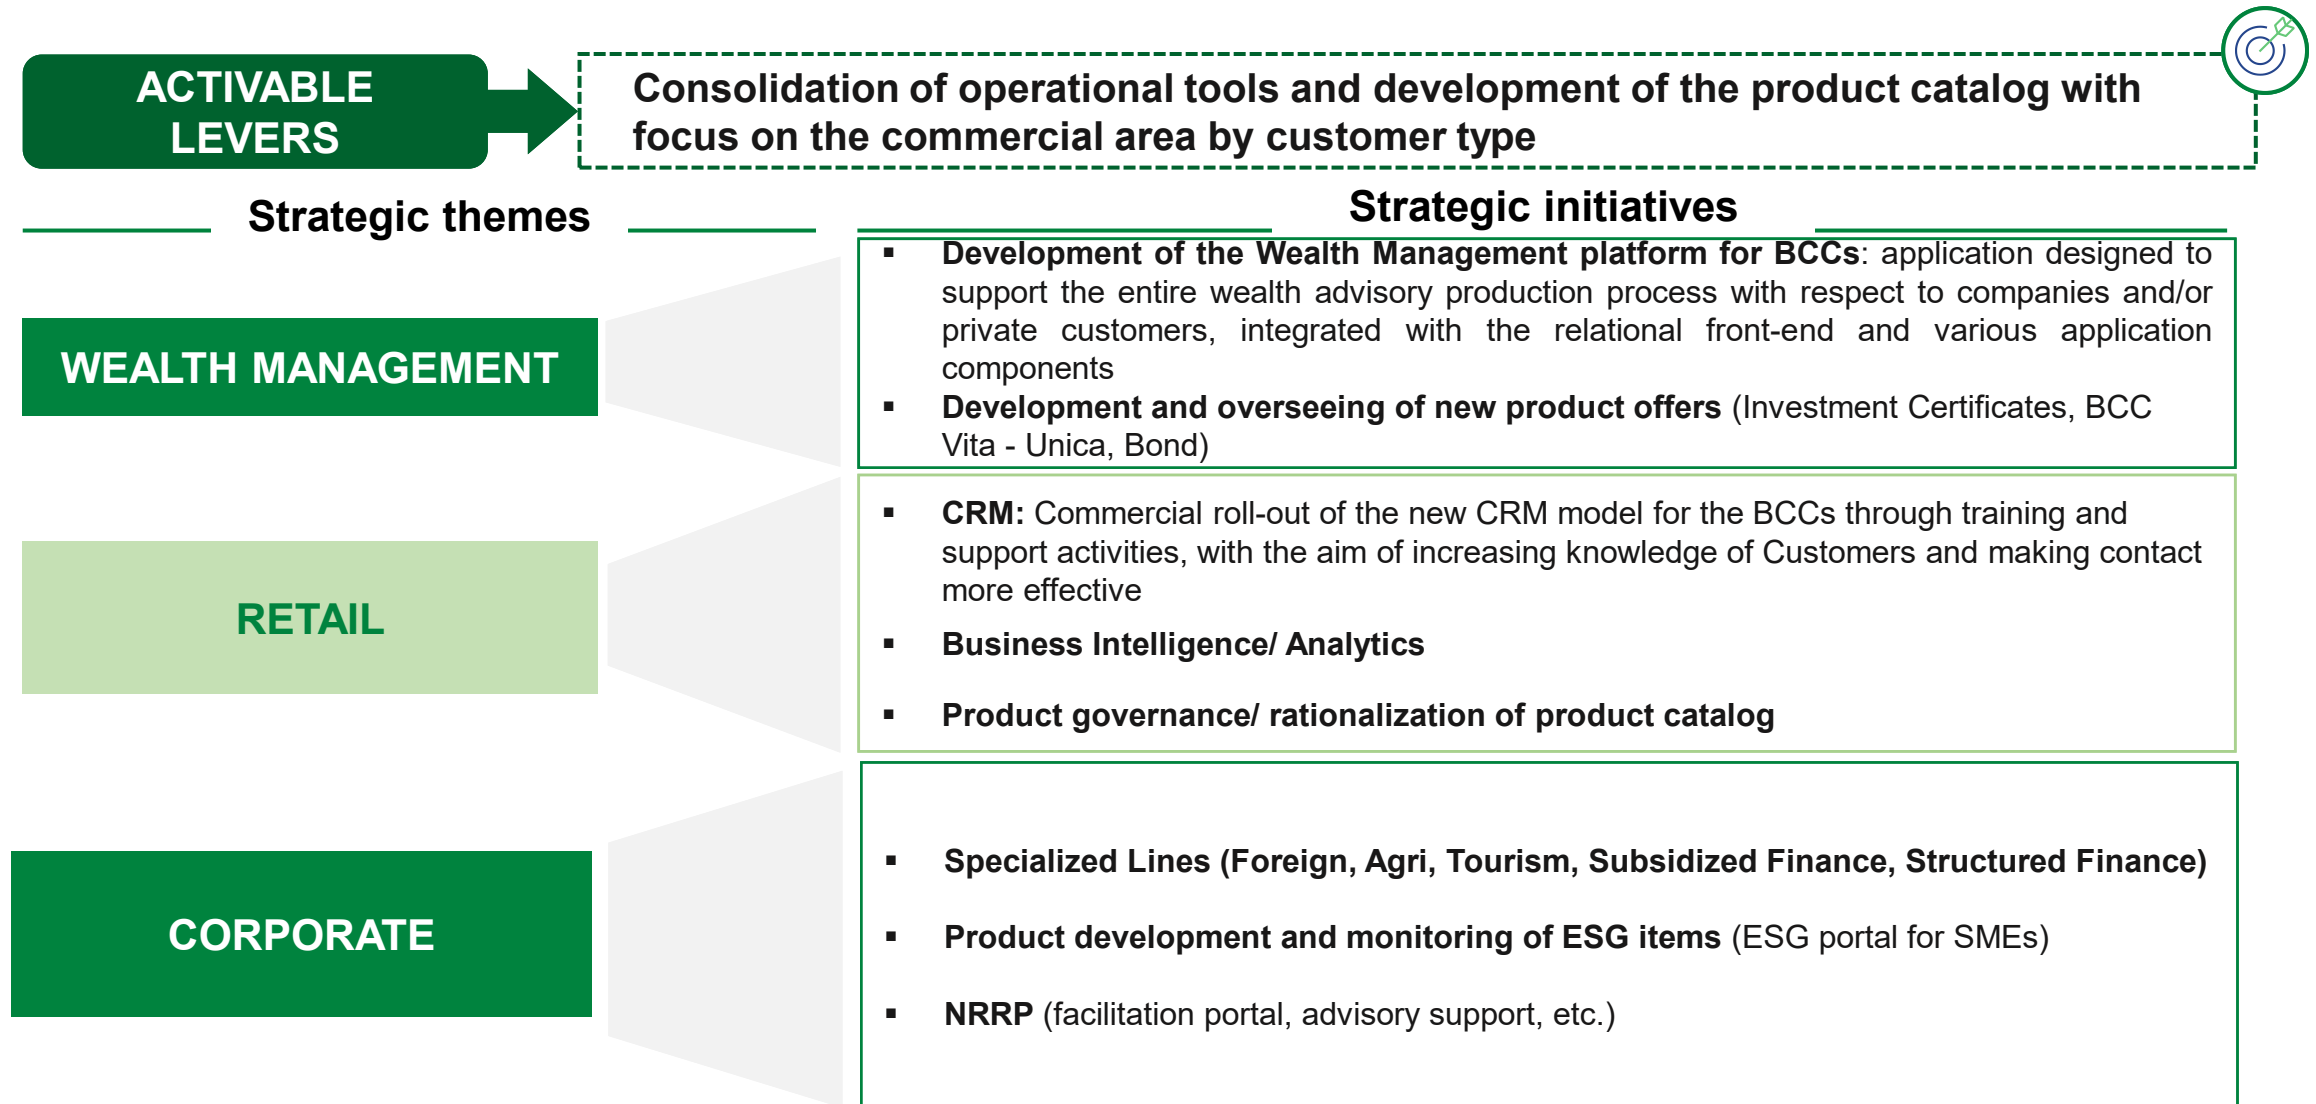 ACTIVABLE
LEVERS
Consolidation of operational tools and development of the product catalog with
focus on the commercial area by customer type
Strategic themes
Strategic initiatives
WEALTH MANAGEMENT
▪ Development of the Wealth Management platform for BCCs: application designed to
support the entire wealth advisory production process with respect to companies and/or
private customers, integrated with the relational front-end and various application
components
▪ Development and overseeing of new product offers (Investment Certificates, BCC
Vita - Unica, Bond)
RETAIL
▪ CRM: Commercial roll-out of the new CRM model for the BCCs through training and
support activities, with the aim of increasing knowledge of Customers and making contact
more effective
▪ Business Intelligence/ Analytics
▪ Product governance/ rationalization of product catalog
CORPORATE
▪ Specialized Lines (Foreign, Agri, Tourism, Subsidized Finance, Structured Finance)
▪ Product development and monitoring of ESG items (ESG portal for SMEs)
▪ NRRP (facilitation portal, advisory support, etc.)